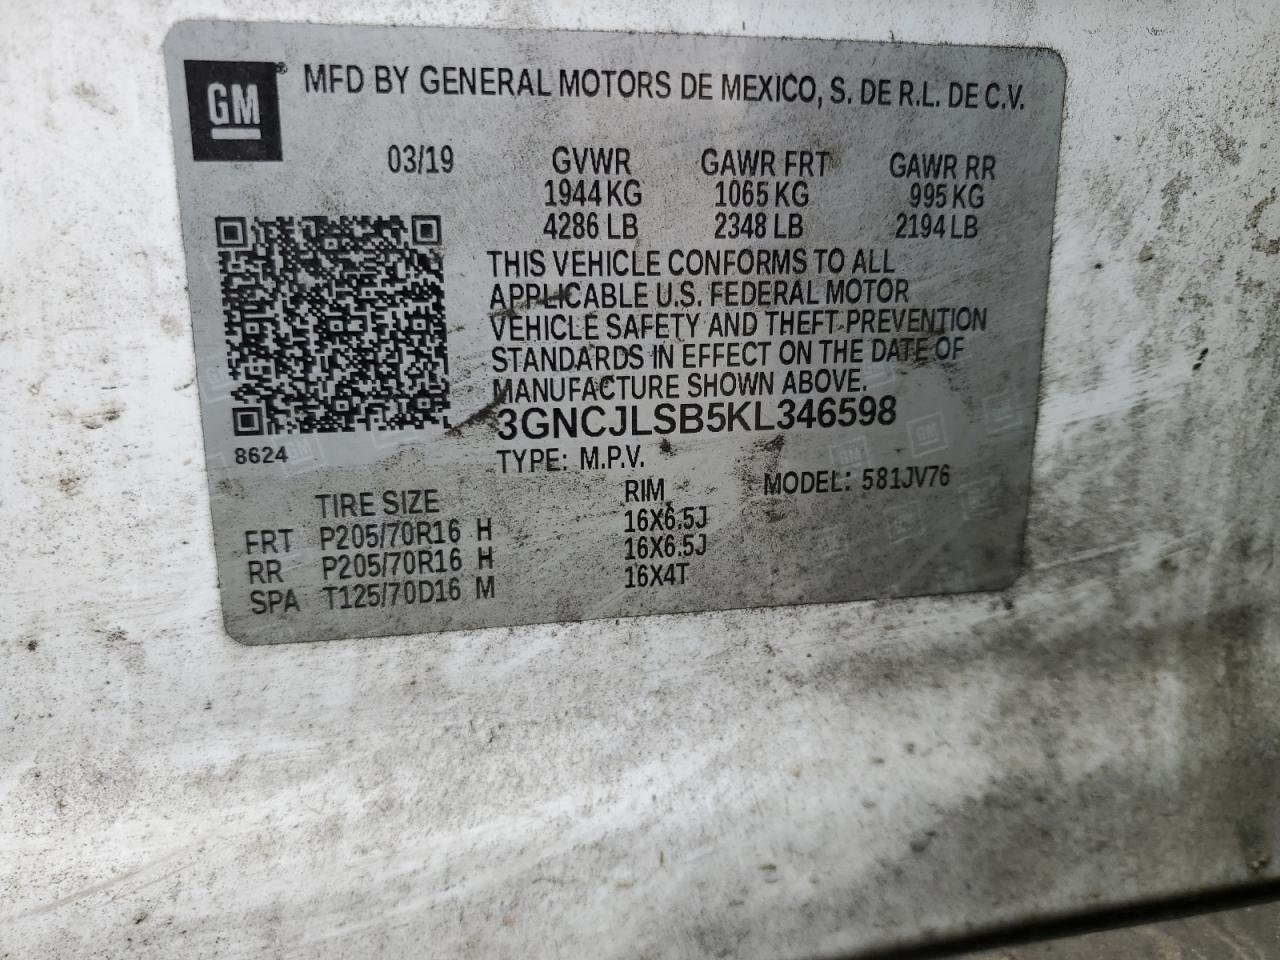 GM® MFD BY GENERAL MOTORS DE MEXICO, S. DE R.L. DE C.V.
03/19 GVWR GAWR FRT GAWR RR
1944 KG 1065 KG 995 KG
4286 LB 2348 LB 2194 LB
THIS VEHICLE CONFORMS TO ALL
APPLICABLE U.S. FEDERAL MOTOR
VEHICLE SAFETY AND THEFT PREVENTION
STANDARDS IN EFFECT ON THE DATE OF
MANUFACTURE SHOWN ABOVE.
3GNCJLSB5KL346598
8624 TYPE: M.P.V. MODEL: 581JV76
TIRE SIZE RIM
FRT P205/70R16 H 16X6.5J
RR P205/70R16 H 16X6.5J
SPA T125/70D16 M 16X4T